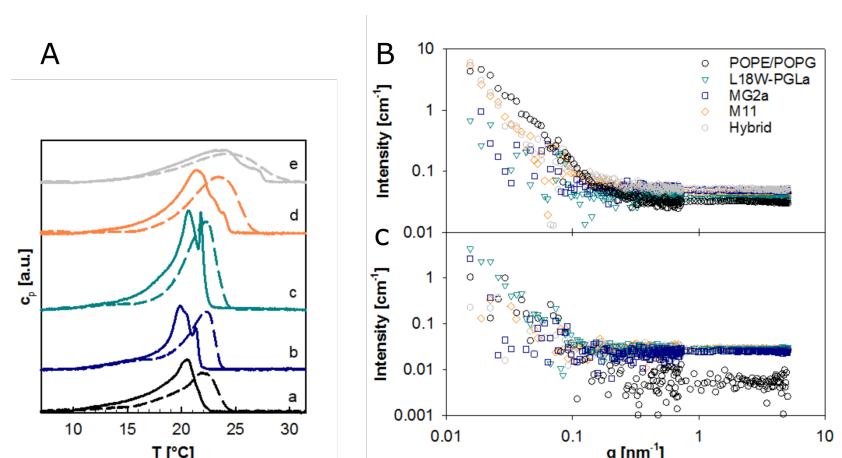 A
B
C
10
1
0.1
0.01
Intensity [cm-1]
POPE/POPG
L18W-PGLa
MG2a
M11
Hybrid
e
d
c
b
a
cp [a.u.]
10 15 20 25 30
T [°C]
1
0.1
0.01
0.001
Intensity [cm-1]
0.01 0.1 1 10
q [nm-1]